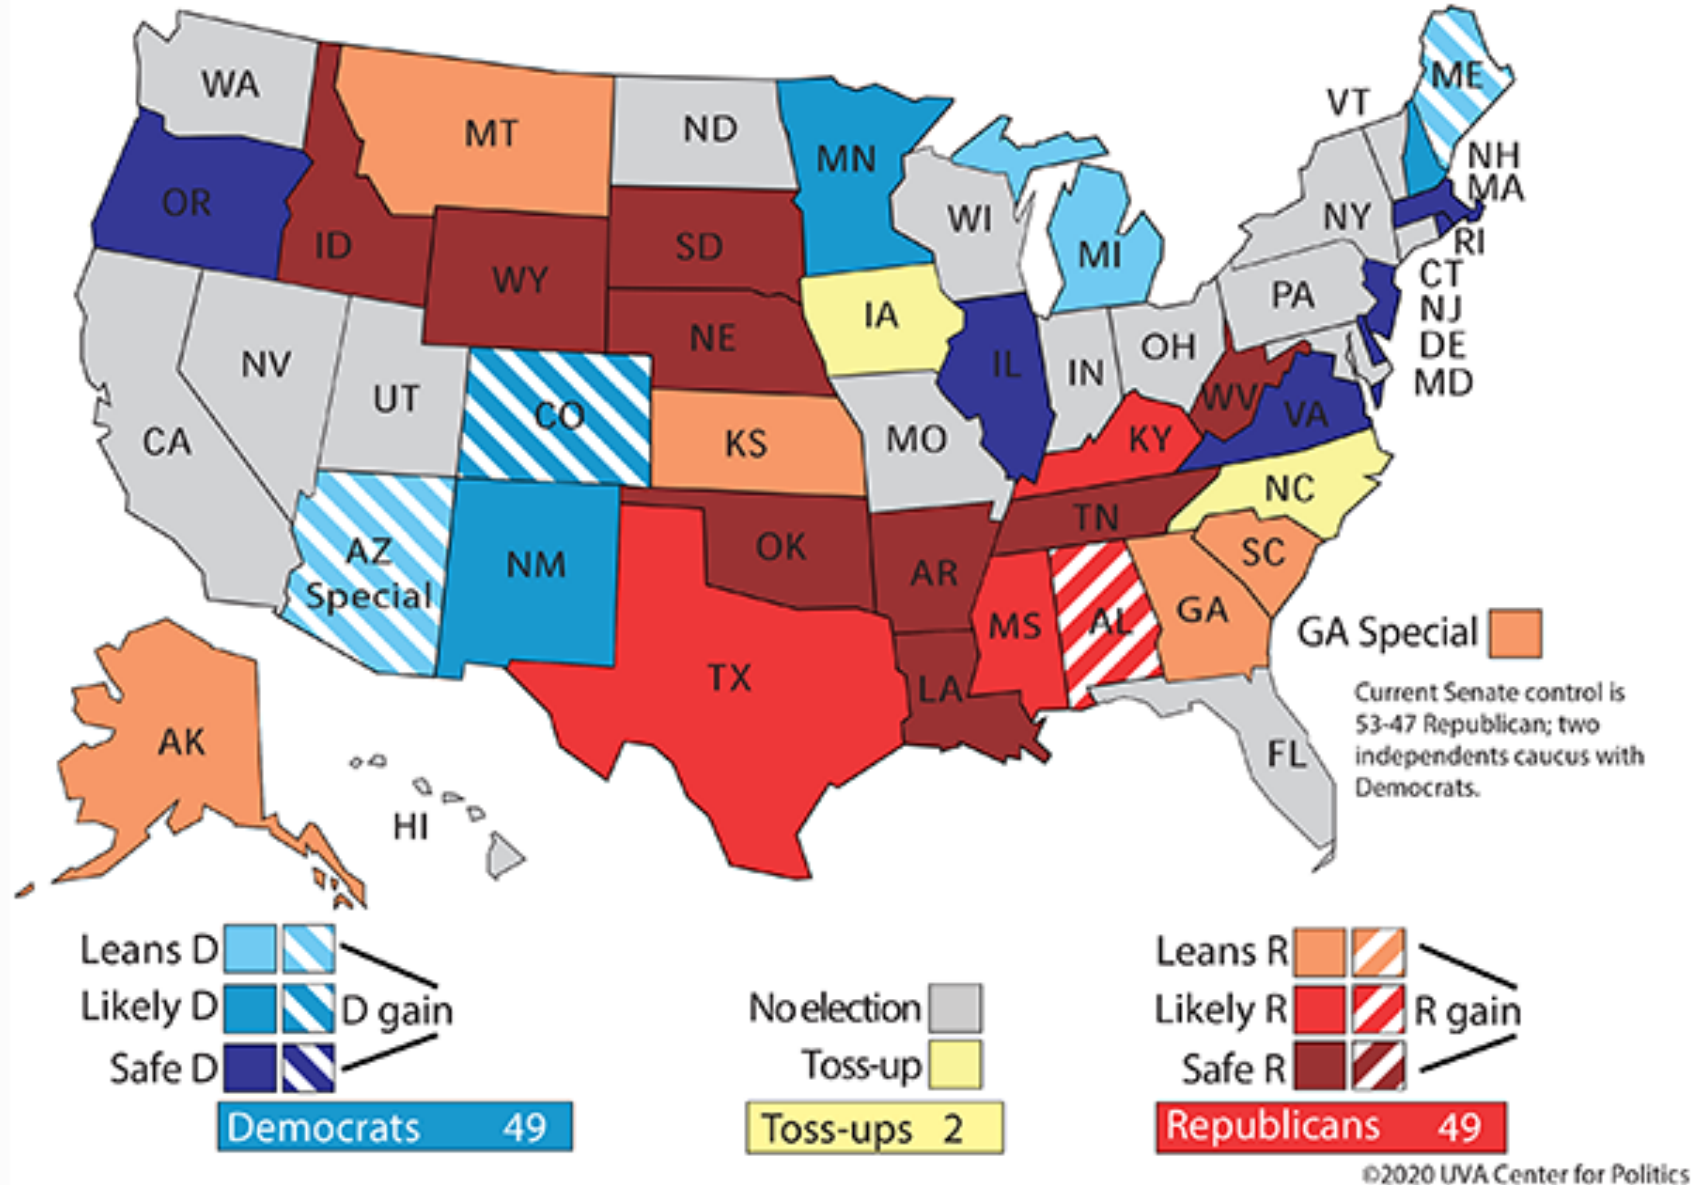 WA
MT
ND
MN
ME
VT
NH
MA
OR
ID
WY
SD
WI
MI
NY
RI
CT
NJ
DE
MD
NV
UT
CO
NE
IA
IL
IN
OH
PA
WV
VA
CA
KS
MO
KY
NC
AZ
Special
NM
OK
AR
TN
SC
MS
AL
GA
TX
LA
FL
AK
HI
GA Special
Current Senate control is
53-47 Republican; two
independents caucus with
Democrats.
Leans D
Likely D
D gain
Safe D
Democrats 49
No election
Toss-up
Toss-ups 2
Leans R
Likely R
R gain
Safe R
Republicans 49
©2020 UVA Center for Politics